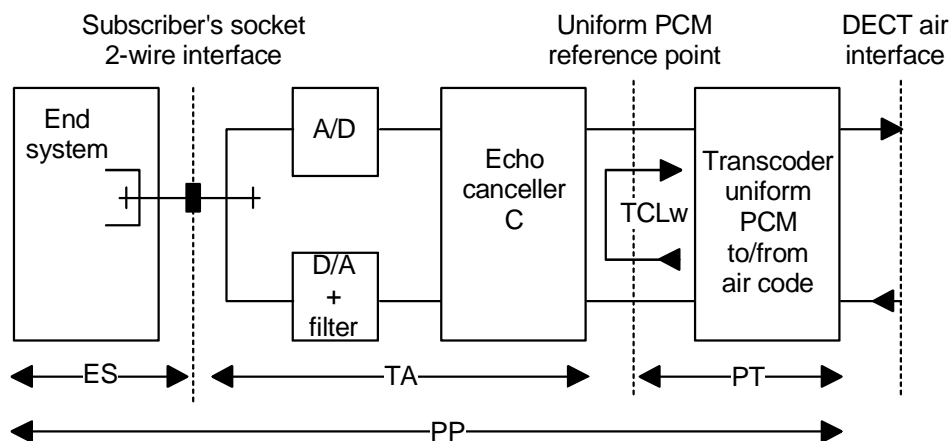 Subscriber's socket
2-wire interface
Uniform PCM
reference point
DECT air
interface
End
system
A/D
D/A
+
filter
Echo
canceller
C
TCLw
Transcoder
uniform
PCM
to/from
air code
ES
TA
PT
PP